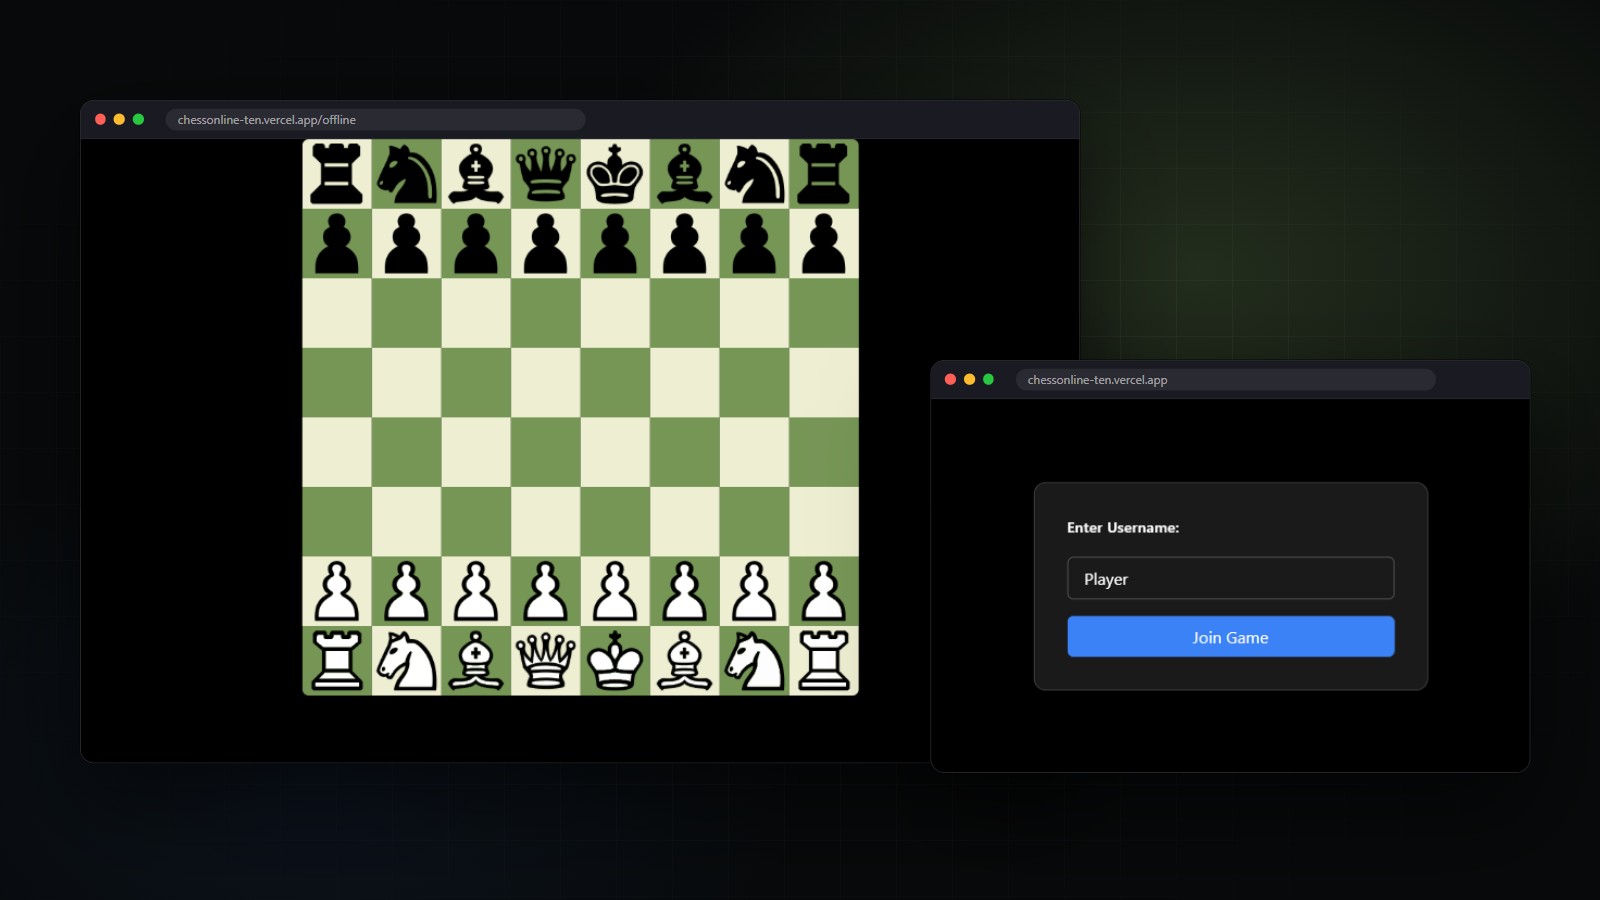 chessonline-ten.vercel.app/offline
chessonline-ten.vercel.app
Enter Username:
Player
Join Game